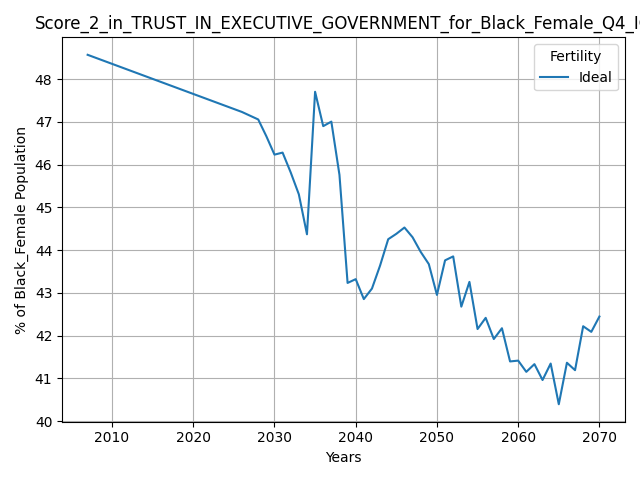 Score_2_in_TRUST_IN_EXECUTIVE_GOVERNMENT_for_Black_Female_Q4_I
Fertility
Ideal
% of Black_Female Population
48
47
46
45
44
43
42
41
40
2010 2020 2030 2040 2050 2060 2070
Years